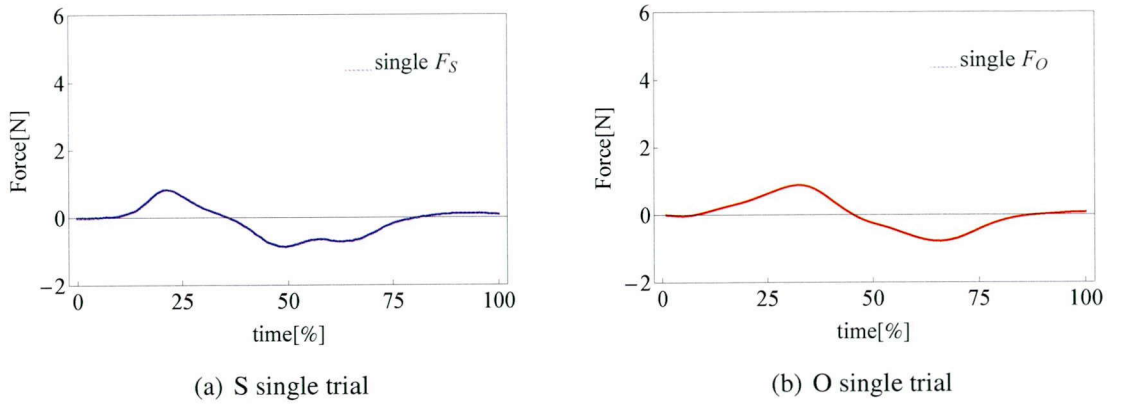 6
4
2
0
−2
Force[N]
single F_S
0 25 50 75 100
time[%]
(a) S single trial
6
4
2
0
−2
Force[N]
single F_O
0 25 50 75 100
time[%]
(b) O single trial